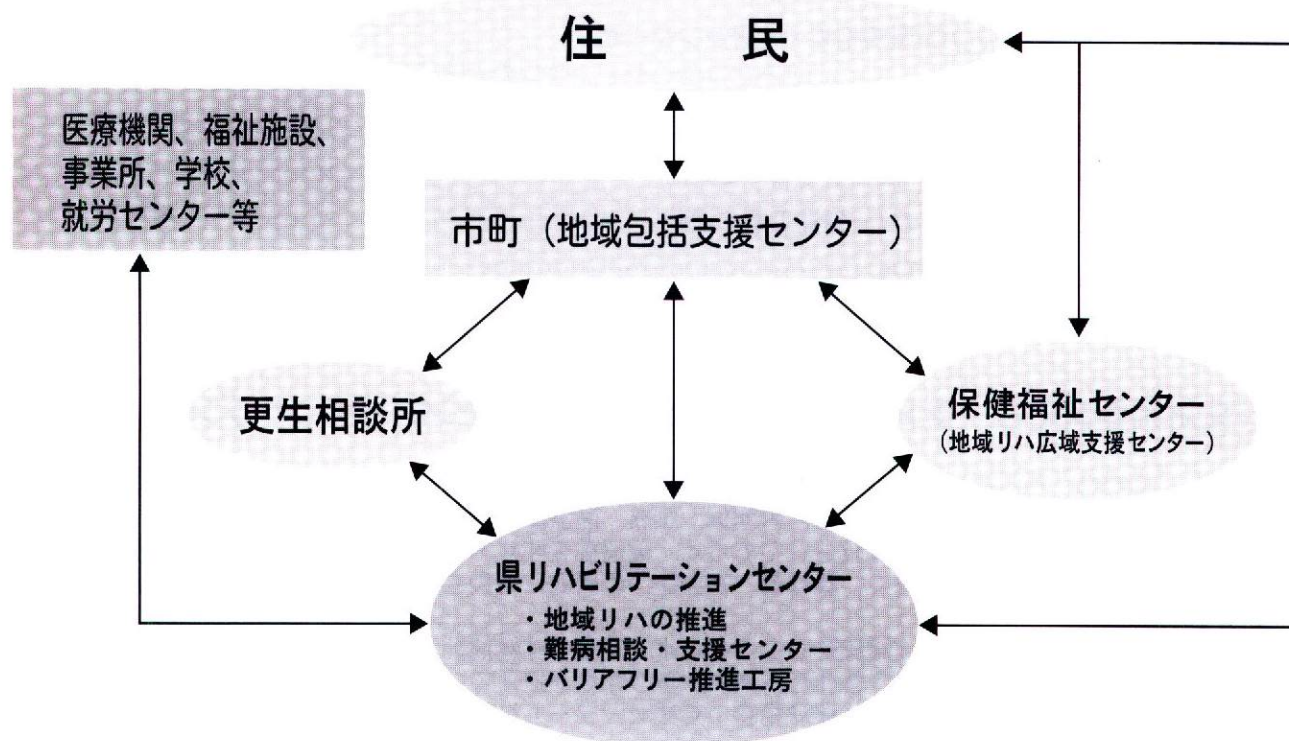 住　民
医療機関、福祉施設、
事業所、学校、
就労センター等
市町（地域包括支援センター）
更生相談所
保健福祉センター
（地域リハ広域支援センター）
県リハビリテーションセンター
・地域リハの推進
・難病相談・支援センター
・バリアフリー推進工房